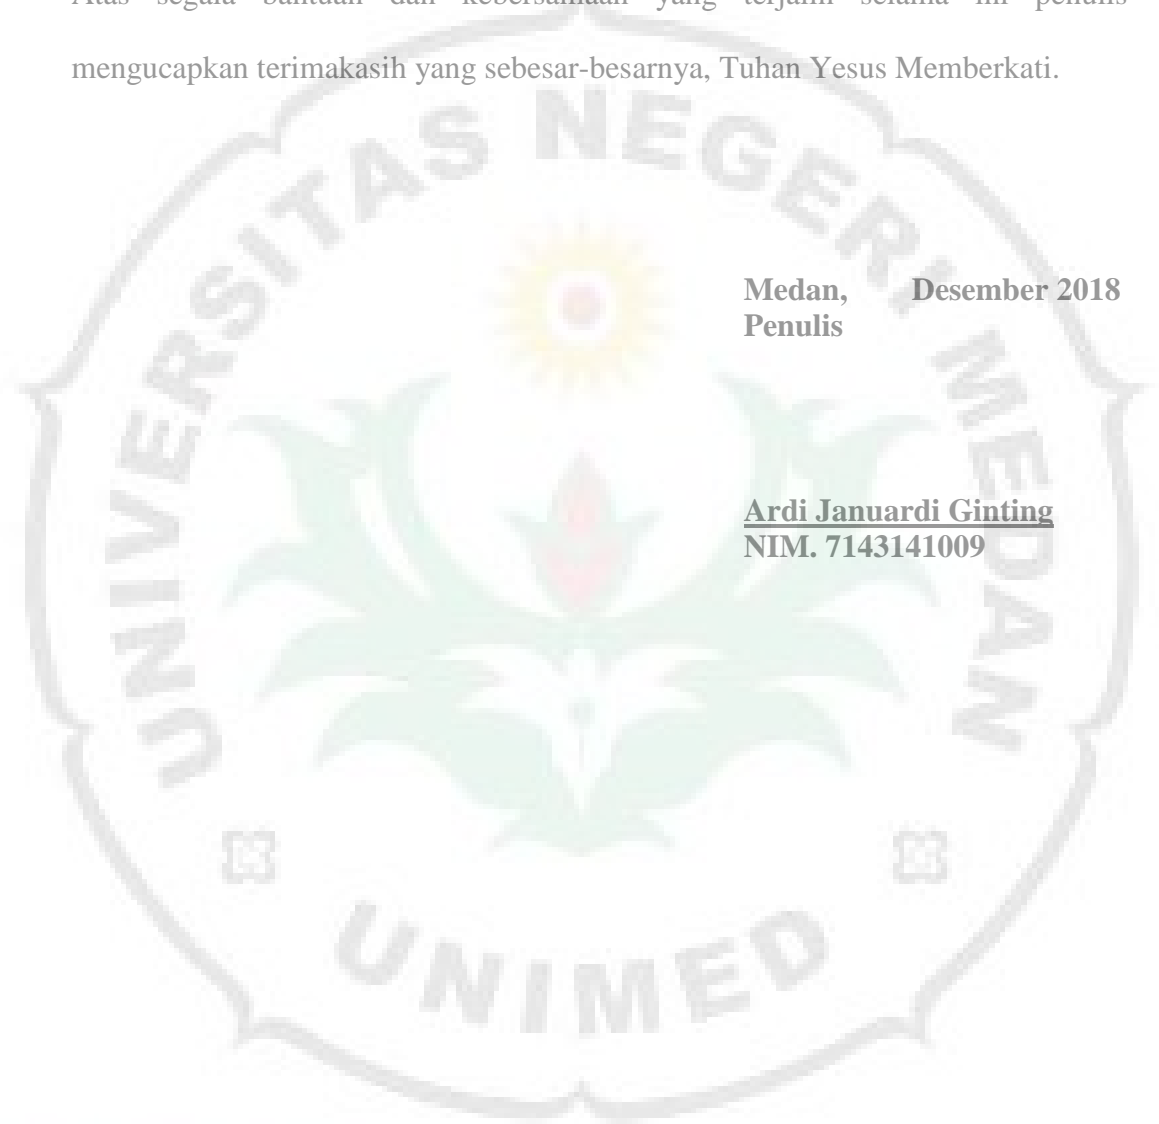 Atas segala bantuan dan kebersamaan yang terjalin selama ini penulis
mengucapkan terimakasih yang sebesar-besarnya, Tuhan Yesus Memberkati.
UNIVERSITAS NEGERI MEDAN
Medan, Desember 2018
Penulis
Ardi Januardi Ginting
NIM. 7143141009
UNIMED